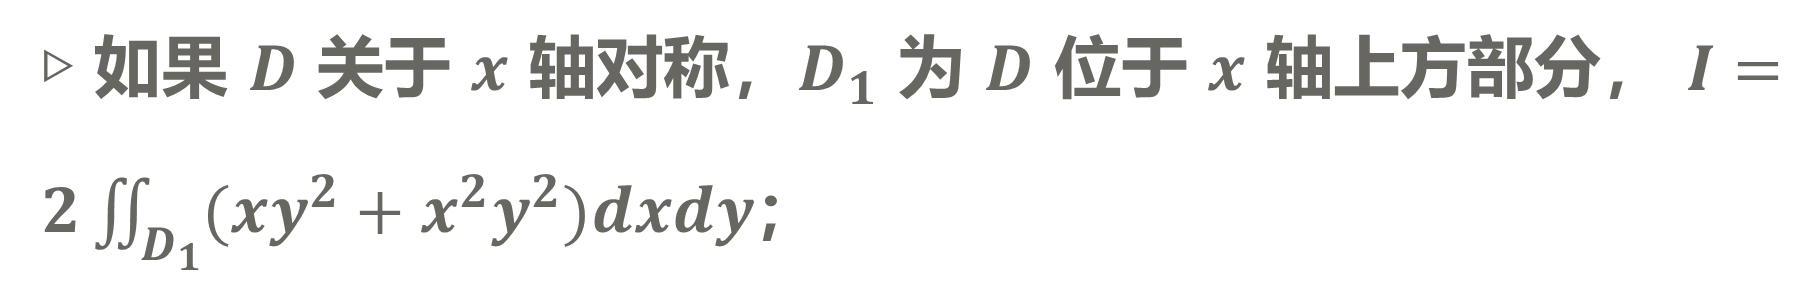 ▷ 如果 D 关于 x 轴对称，D₁ 为 D 位于 x 轴上方部分， I =
2 ∬_{D₁}(xy² + x²y²)dxdy;